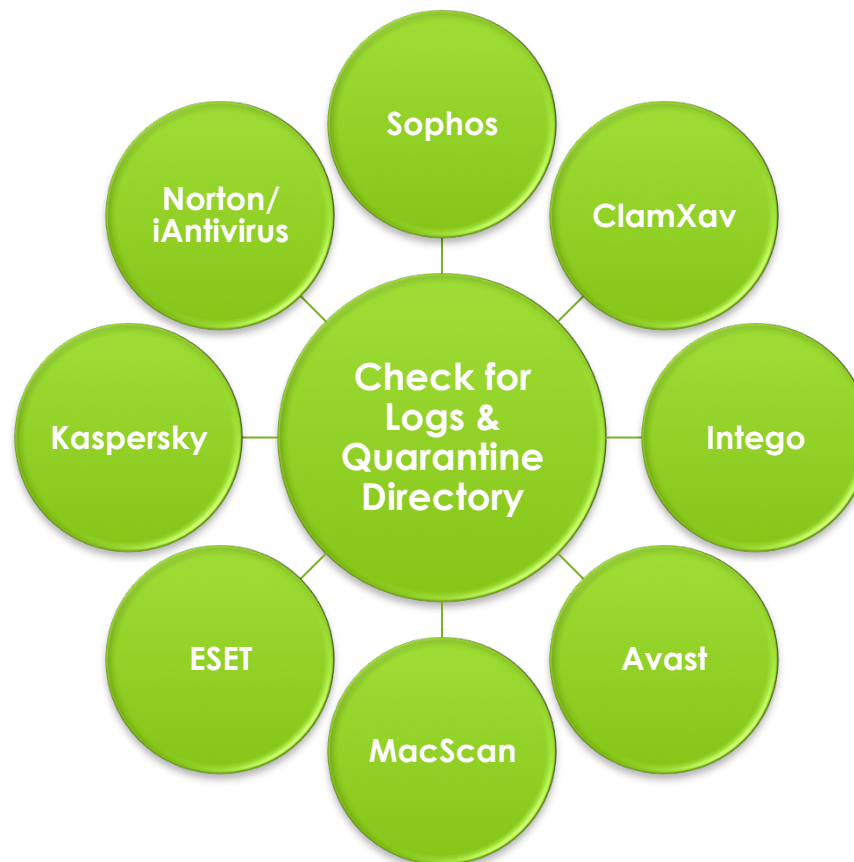 Sophos
Norton/
iAntivirus
ClamXav
Check for
Logs &
Quarantine
Directory
Kaspersky
Intego
ESET
Avast
MacScan